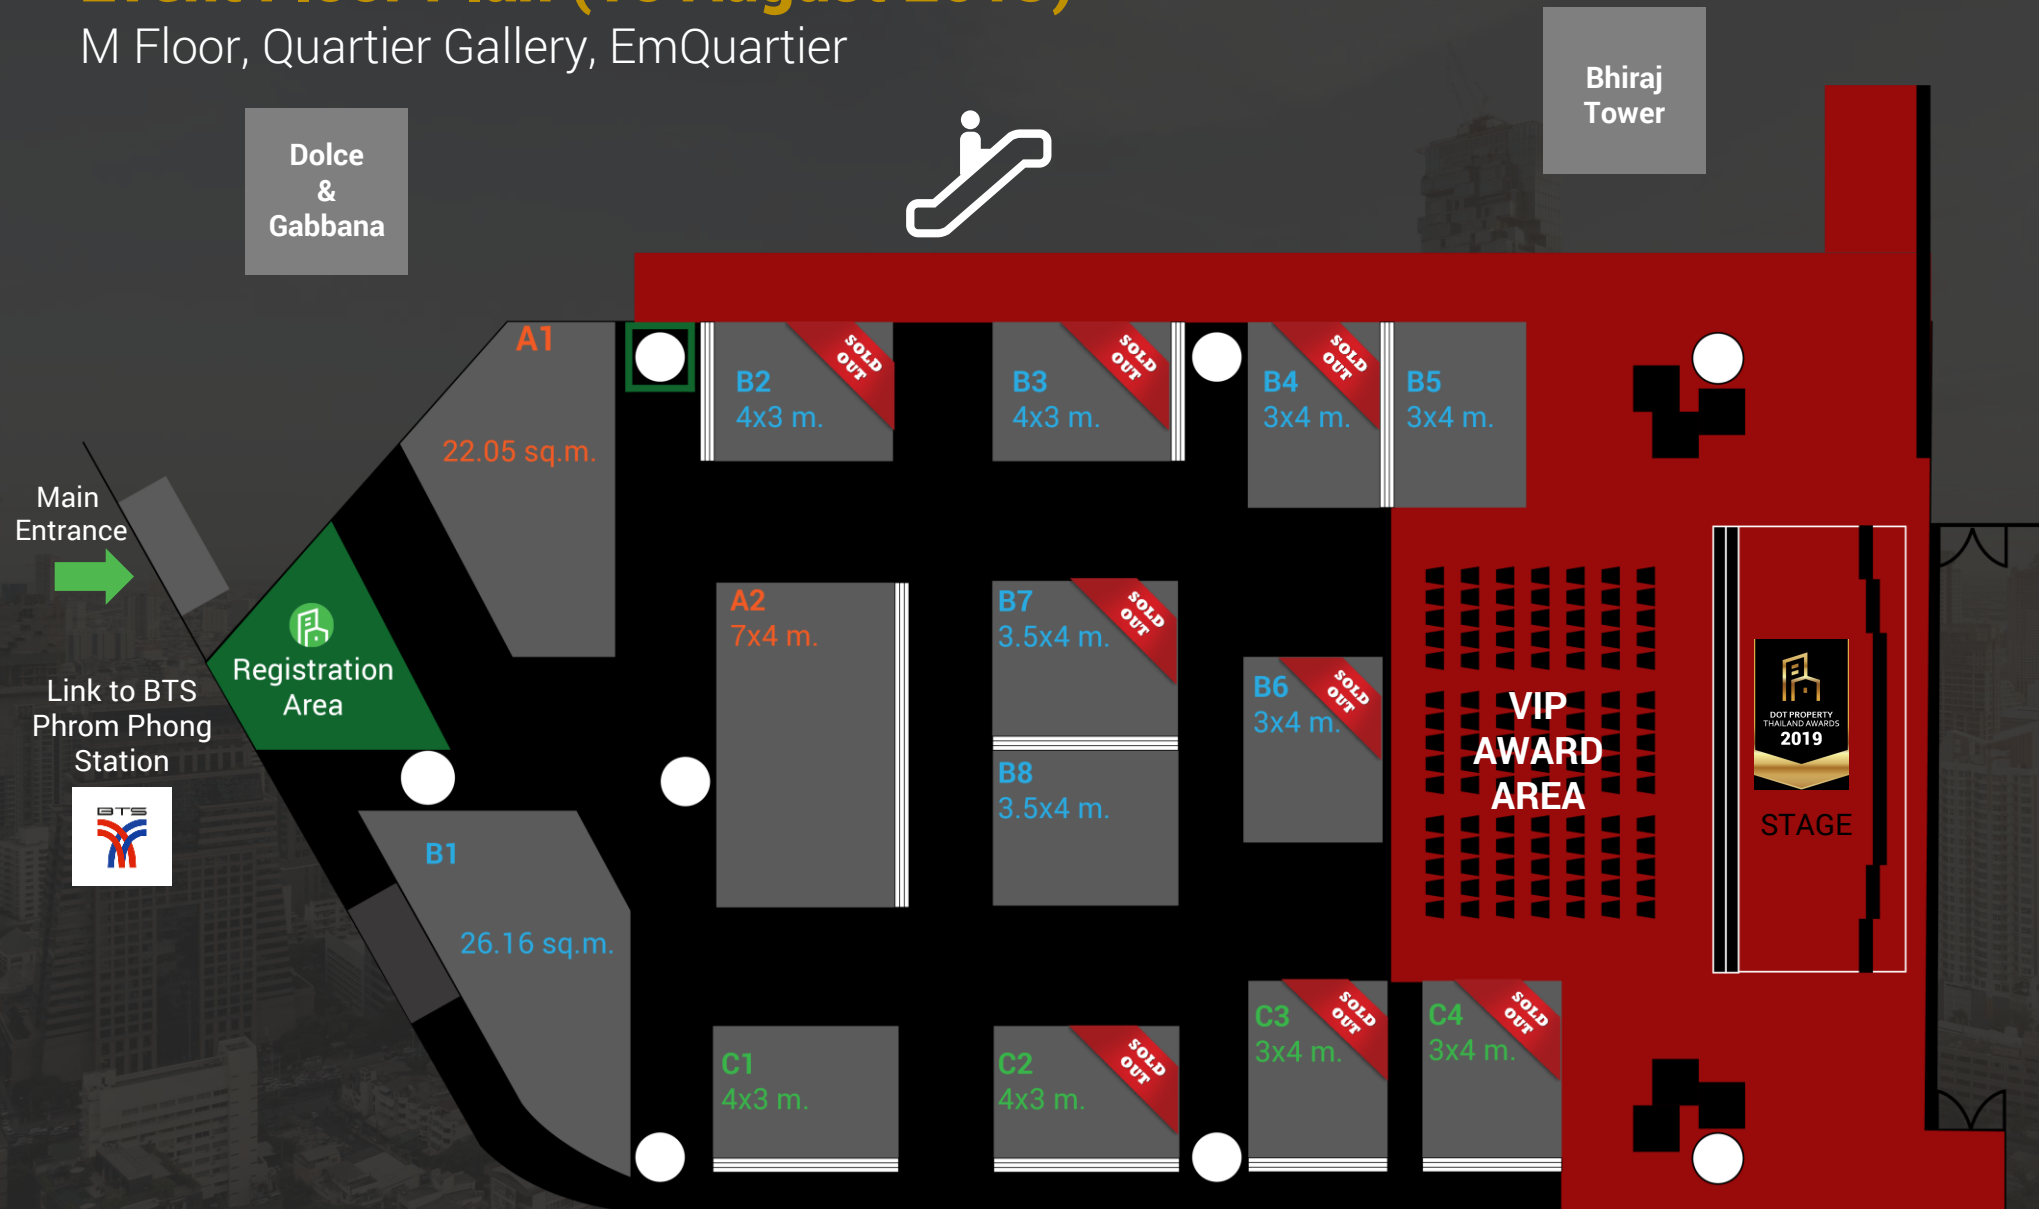 M Floor, Quartier Gallery, EmQuartier
Bhiraj
Tower
Dolce
&
Gabbana
A1
22.05 sq.m.
SOLD
OUT
B2
4x3 m.
SOLD
OUT
B3
4x3 m.
SOLD
OUT
B4
3x4 m.
B5
3x4 m.
Main
Entrance
Registration
Area
Link to BTS
Phrom Phong
Station
BTS
A2
7x4 m.
SOLD
OUT
B7
3.5x4 m.
B8
3.5x4 m.
SOLD
OUT
B6
3x4 m.
VIP
AWARD
AREA
DOT PROPERTY
THAILAND AWARDS
2019
STAGE
B1
26.16 sq.m.
C1
4x3 m.
SOLD
OUT
C2
4x3 m.
SOLD
OUT
C3
3x4 m.
SOLD
OUT
C4
3x4 m.